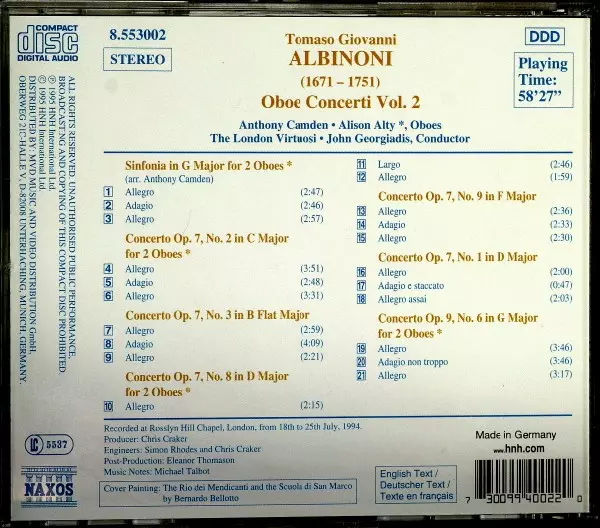 COMPACT
disc
DIGITAL AUDIO
8.553002
STEREO
Tomaso Giovanni
ALBINONI
(1671 – 1751)
Oboe Concerti Vol. 2
DDD
Playing
Time:
58'27"
Anthony Camden • Alison Alty *, Oboes
The London Virtuosi • John Georgiadis, Conductor
Sinfonia in G Major for 2 Oboes *
(arr. Anthony Camden)
1 Allegro (2:47)
2 Adagio (2:46)
3 Allegro (2:57)
Concerto Op. 7, No. 2 in C Major
for 2 Oboes *
4 Allegro (3:51)
5 Adagio (2:48)
6 Allegro (3:31)
Concerto Op. 7, No. 3 in B Flat Major
7 Allegro (2:59)
8 Adagio (4:09)
9 Allegro (2:21)
Concerto Op. 7, No. 8 in D Major
for 2 Oboes *
10 Allegro (2:15)
11 Largo (2:46)
12 Allegro (1:59)
Concerto Op. 7, No. 9 in F Major
13 Allegro (2:36)
14 Adagio (2:33)
15 Allegro (2:30)
Concerto Op. 7, No. 1 in D Major
16 Allegro (2:00)
17 Adagio e staccato (0:47)
18 Allegro assai (2:03)
Concerto Op. 9, No. 6 in G Major
for 2 Oboes *
19 Allegro (3:46)
20 Adagio non troppo (3:46)
21 Allegro (3:17)
Recorded at Rosslyn Hill Chapel, London, from 18th to 25th July, 1994.
Producer: Chris Craker
Engineers: Simon Rhodes and Chris Craker
Post-Production: Eleanor Thomason
Music Notes: Michael Talbot
Cover Painting: The Rio dei Mendicanti and the Scuola di San Marco
by Bernardo Bellotto
English Text /
Deutscher Text /
Texte en français
Made in Germany
www.hnh.com
7 30099 40022 0
ALL RIGHTS RESERVED. UNAUTHORISED PUBLIC PERFORMANCE,
BROADCASTING AND COPYING OF THIS COMPACT DISC PROHIBITED.
℗ 1995 HNH International Ltd.
© 1995 HNH International Ltd.
DISTRIBUTED BY: MVD MUSIC AND VIDEO DISTRIBUTION GmbH,
OBERWEG 21C-HALLE V, D-82008 UNTERHACHING, MUNICH, GERMANY.
LC 5537
NAXOS